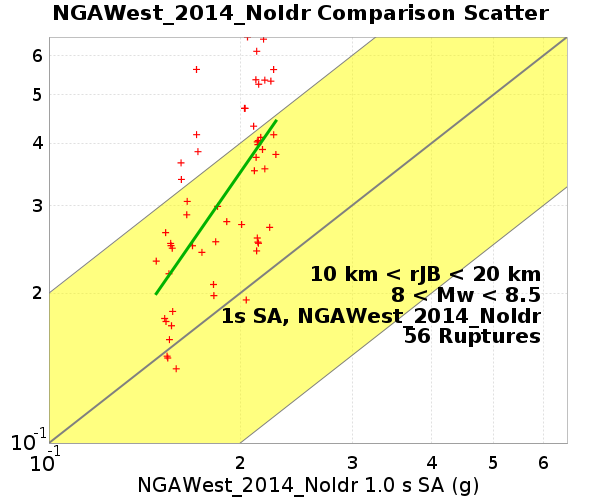 NGAWest_2014_NoIdr Comparison Scatter
6
5
4
3
2
10 km < rJB < 20 km
8 < Mw < 8.5
1s SA, NGAWest_2014_NoIdr
56 Ruptures
10-1
10-1
2 3 4 5 6
NGAWest_2014_NoIdr 1.0 s SA (g)